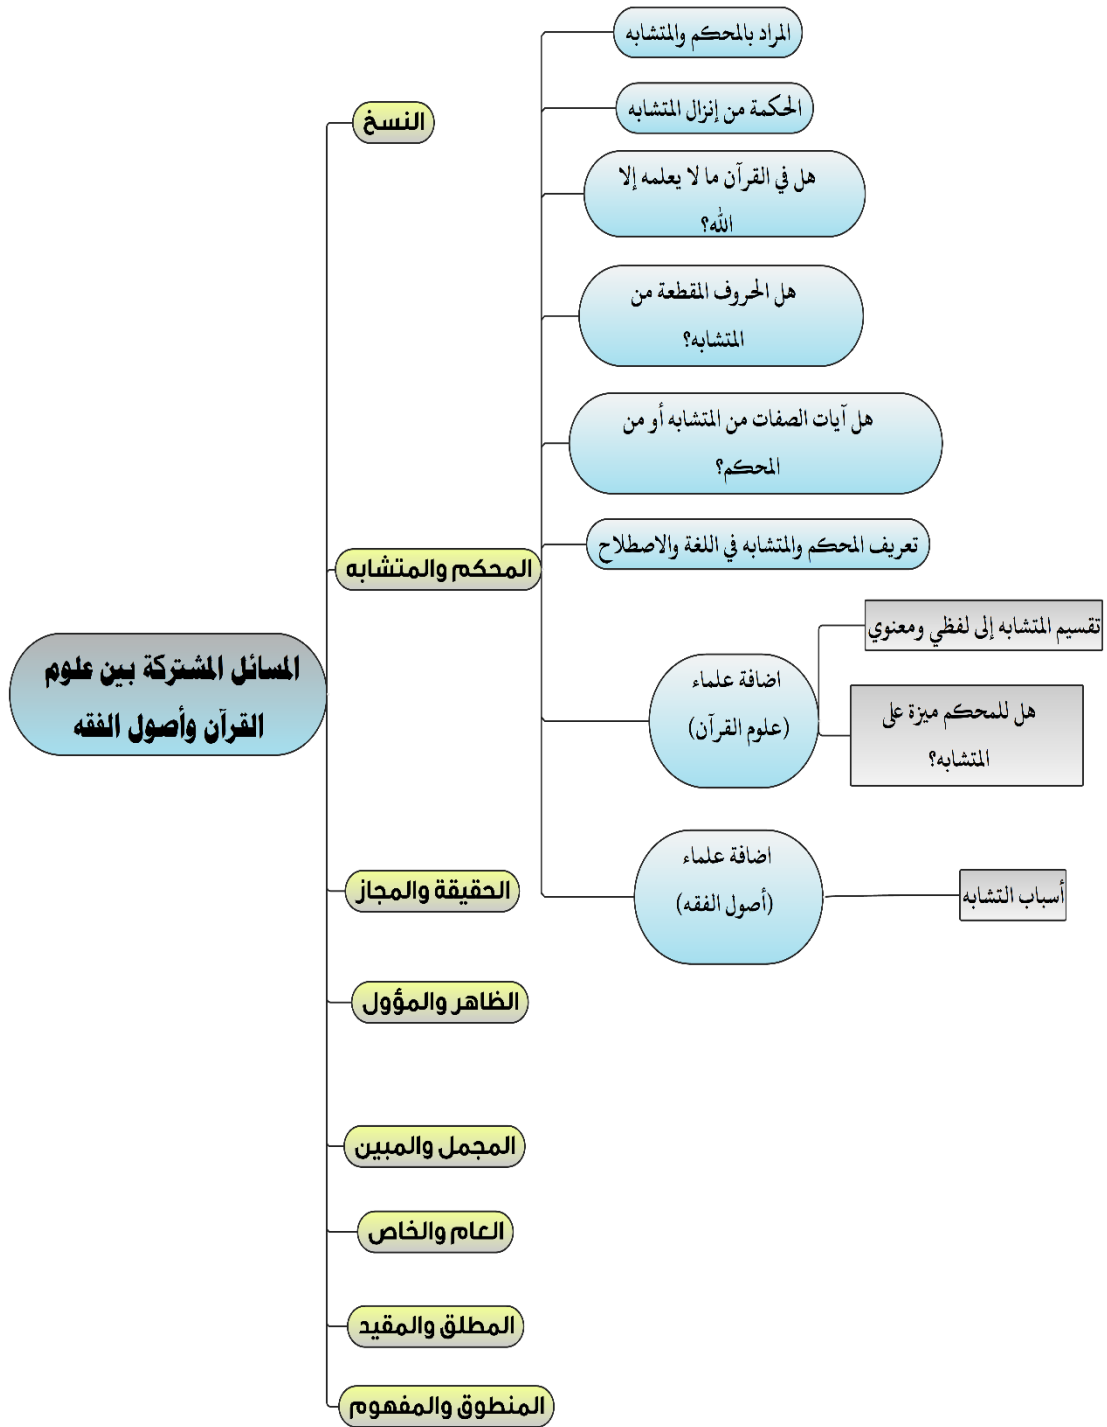 المسائل المشتركة بين علوم
القرآن وأصول الفقه
النسخ
المحكم والمتشابه
المراد بالمحكم والمتشابه
الحكمة من إنزال المتشابه
هل في القرآن ما لا يعلمه إلا
الله؟
هل الحروف المقطعة من
المتشابه؟
هل آيات الصفات من المتشابه أو من
المحكم؟
تعريف المحكم والمتشابه في اللغة والاصطلاح
اضافة علماء
(علوم القرآن)
تقسيم المتشابه إلى لفظي ومعنوي
هل للمحكم ميزة على
المتشابه؟
اضافة علماء
(أصول الفقه)
أسباب التشابه
الحقيقة والمجاز
الظاهر والمؤول
المجمل والمبين
العام والخاص
المطلق والمقيد
المنطوق والمفهوم